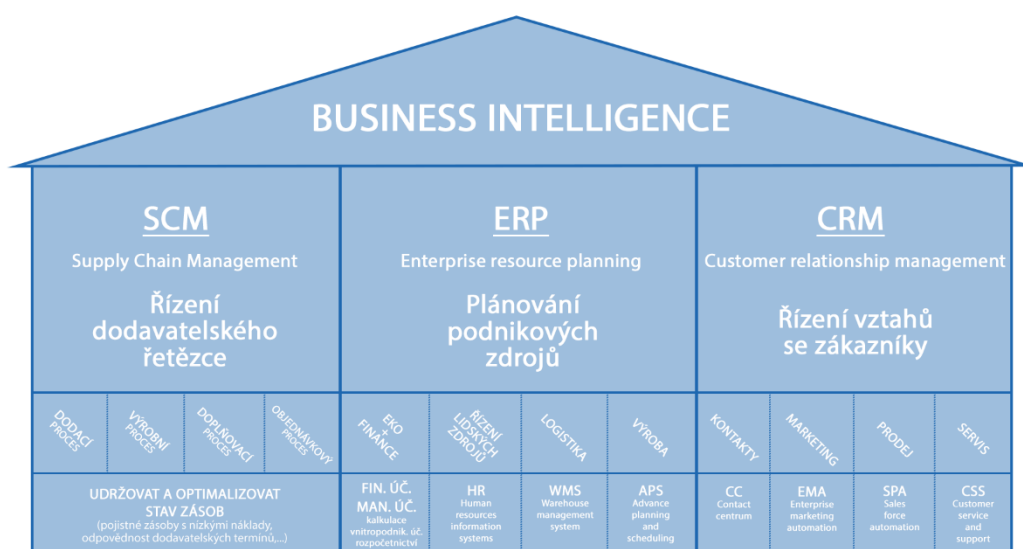 BUSINESS INTELLIGENCE
SCM
Supply Chain Management
Řízení
dodavatelského
řetězce
ERP
Enterprise resource planning
Plánování
podnikových
zdrojů
CRM
Customer relationship management
Řízení vztahů
se zákazníky
DODACÍ
PROCES
VÝROBNÍ
PROCES
DOPLŇOVACÍ
PROCES
OBJEDNÁVKOVÝ
PROCES
EKO
+
FINANCE
ŘÍZENÍ
LIDSKÝCH
ZDROJŮ
LOGISTIKA
VÝROBA
KONTAKTY
MARKETING
PRODEJ
SERVIS
UDRŽOVAT A OPTIMALIZOVAT
STAV ZÁSOB
(pojistné zásoby s nízkými náklady,
odpovědnost dodavatelských termínů,...)
FIN. ÚČ.
MAN. ÚČ.
kalkulace
vnitropodnik. úč.
rozpočetnictví
HR
Human
resources
information
systems
WMS
Warehouse
management
system
APS
Advance
planning
and
scheduling
CC
Contact
centrum
EMA
Enterprise
marketing
automation
SPA
Sales
force
automation
CSS
Customer
service and
support